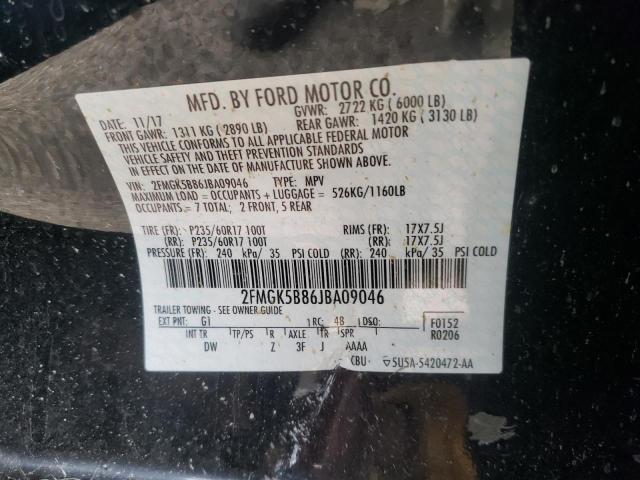 MFD. BY FORD MOTOR CO.
DATE: 11/17 GVWR: 2722 KG ( 6000 LB)
FRONT GAWR: 1311 KG ( 2890 LB) REAR GAWR: 1420 KG ( 3130 LB)
THIS VEHICLE CONFORMS TO ALL APPLICABLE FEDERAL MOTOR
VEHICLE SAFETY AND THEFT PREVENTION STANDARDS
IN EFFECT ON THE DATE OF MANUFACTURE SHOWN ABOVE.
VIN: 2FMGK5B86JBA09046 TYPE: MPV
MAXIMUM LOAD = OCCUPANTS + LUGGAGE = 526KG/1160LB
OCCUPANTS = 7 TOTAL; 2 FRONT, 5 REAR
TIRE (FR): P235/60R17 100T RIMS (FR): 17X7.5J
(RR): P235/60R17 100T (RR): 17X7.5J
PRESSURE (FR): 240 kPa/ 35 PSI COLD (RR): 240 kPa/ 35 PSI COLD
2FMGK5B86JBA09046
TRAILER TOWING - SEE OWNER GUIDE
EXT PNT: G1 RC: 48 DSO: F0152
INT TR TP/PS R AXLE TR SPR R0206
DW Z 3F J AAAA
CBU 5U5A-5420472-AA